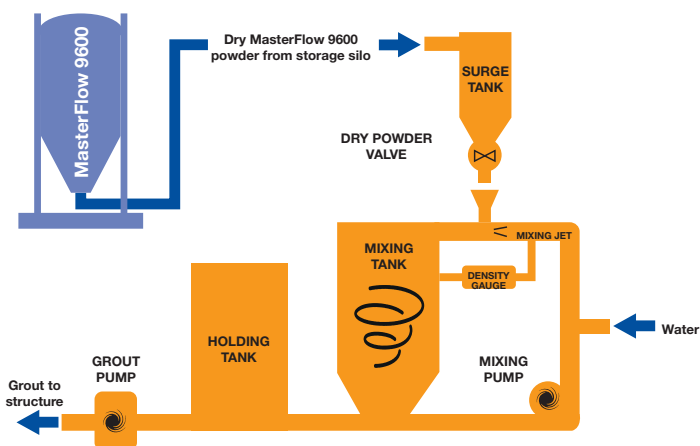 MasterFlow 9600
Dry MasterFlow 9600
powder from storage silo
SURGE
TANK
DRY POWDER
VALVE
MIXING JET
MIXING
TANK
DENSITY
GAUGE
Water
HOLDING
TANK
MIXING
PUMP
GROUT
PUMP
Grout to
structure